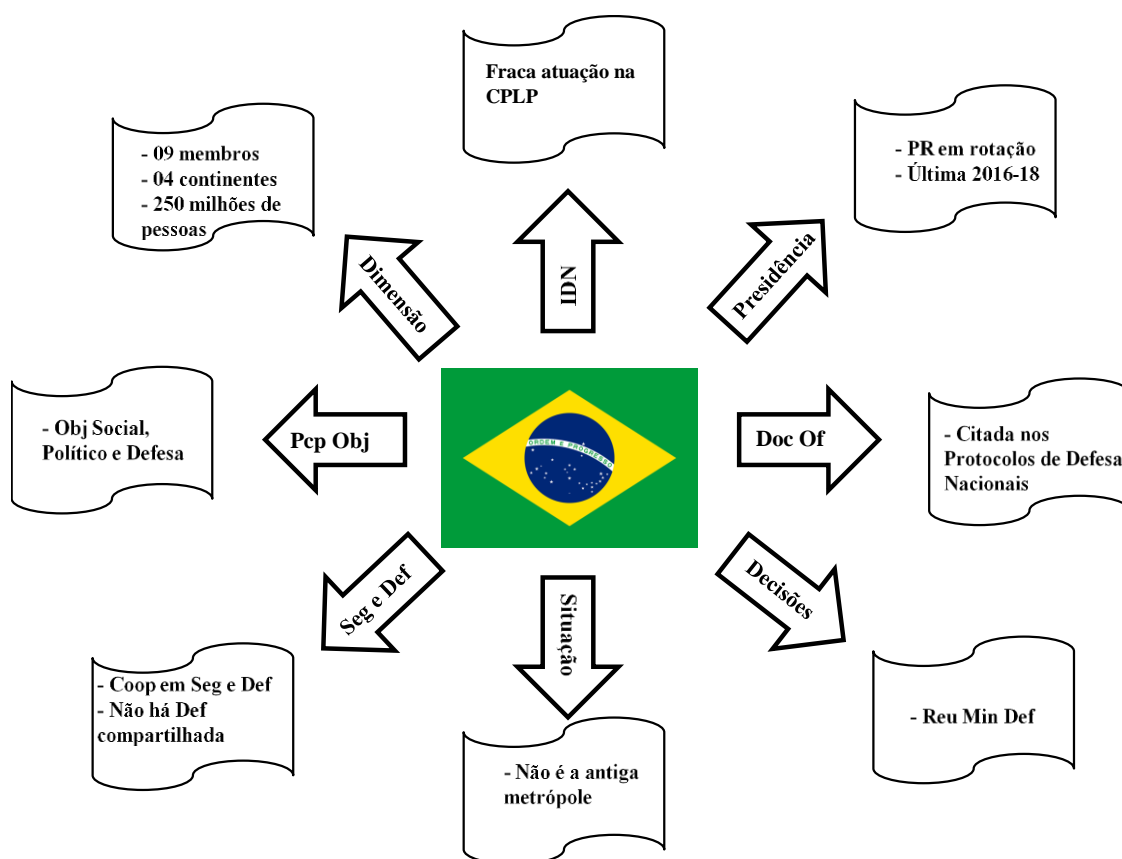 Fraca atuação na
CPLP
- 09 membros
- 04 continentes
- 250 milhões de
pessoas
- PR em rotação
- Última 2016-18
Dimensão
IDN
Presidência
- Obj Social,
Político e Defesa
Pcp Obj
ORDEM E PROGRESSO
Doc Of
- Citada nos
Protocolos de Defesa
Nacionais
Seg e Def
Situação
Decisões
- Coop em Seg e Def
- Não há Def
compartilhada
- Não é a antiga
metrópole
- Reu Min Def